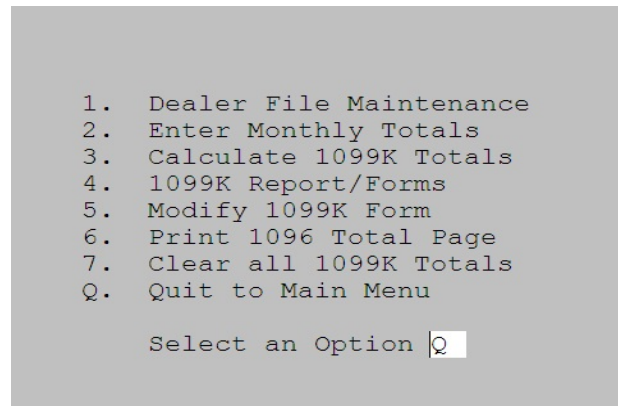 1. Dealer File Maintenance
2. Enter Monthly Totals
3. Calculate 1099K Totals
4. 1099K Report/Forms
5. Modify 1099K Form
6. Print 1096 Total Page
7. Clear all 1099K Totals
Q. Quit to Main Menu
Select an Option Q